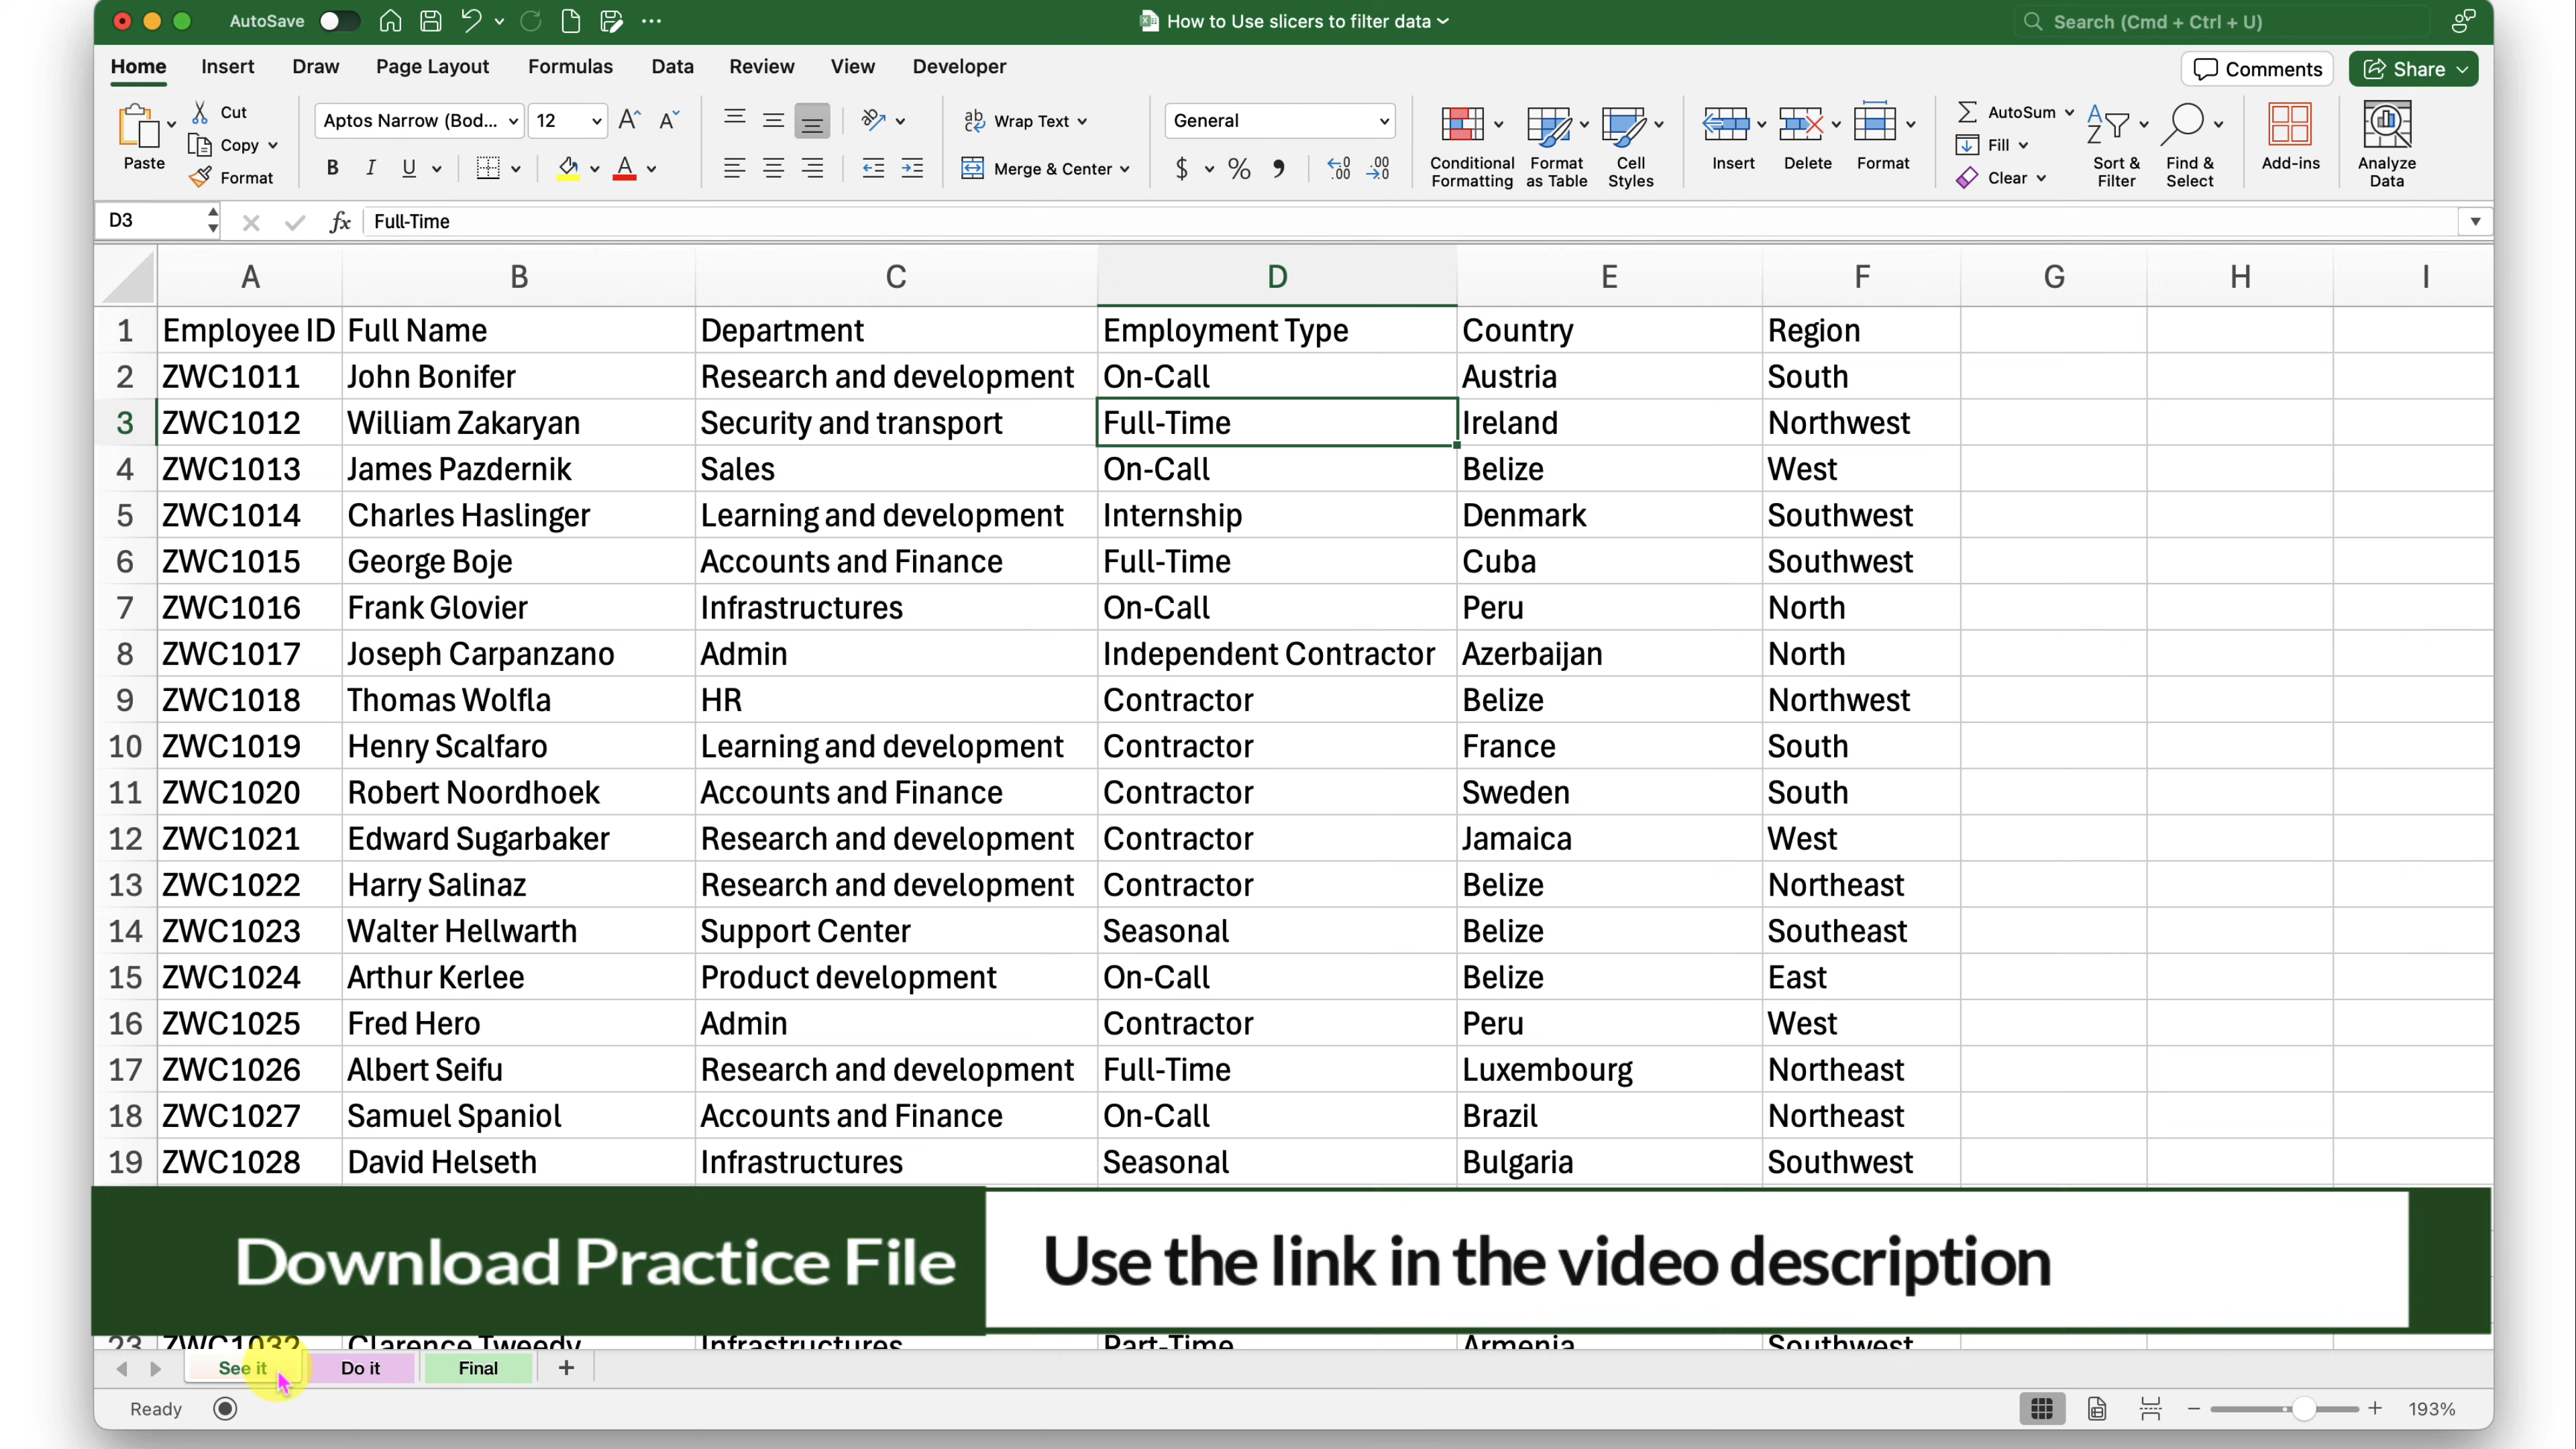 AutoSave
How to Use slicers to filter data
Search (Cmd + Ctrl + U)
Home Insert Draw Page Layout Formulas Data Review View Developer
Comments Share
Paste Cut Copy Format
Aptos Narrow (Bod... 12
B I U A
ab Wrap Text
Merge & Center
General
$ % ,
Conditional Formatting
Format as Table
Cell Styles
Insert Delete Format
AutoSum
Fill
Clear
Sort & Filter
Find & Select
Add-ins
Analyze Data
D3 fx Full-Time
A B C D E F G H I
1 Employee ID Full Name Department Employment Type Country Region
2 ZWC1011 John Bonifer Research and development On-Call Austria South
3 ZWC1012 William Zakaryan Security and transport Full-Time Ireland Northwest
4 ZWC1013 James Pazdernik Sales On-Call Belize West
5 ZWC1014 Charles Haslinger Learning and development Internship Denmark Southwest
6 ZWC1015 George Boje Accounts and Finance Full-Time Cuba Southwest
7 ZWC1016 Frank Glovier Infrastructures On-Call Peru North
8 ZWC1017 Joseph Carpanzano Admin Independent Contractor Azerbaijan North
9 ZWC1018 Thomas Wolfla HR Contractor Belize Northwest
10 ZWC1019 Henry Scalfaro Learning and development Contractor France South
11 ZWC1020 Robert Noordhoek Accounts and Finance Contractor Sweden South
12 ZWC1021 Edward Sugarbaker Research and development Contractor Jamaica West
13 ZWC1022 Harry Salinaz Research and development Contractor Belize Northeast
14 ZWC1023 Walter Hellwarth Support Center Seasonal Belize Southeast
15 ZWC1024 Arthur Kerlee Product development On-Call Belize East
16 ZWC1025 Fred Hero Admin Contractor Peru West
17 ZWC1026 Albert Seifu Research and development Full-Time Luxembourg Northeast
18 ZWC1027 Samuel Spaniol Accounts and Finance On-Call Brazil Northeast
19 ZWC1028 David Helseth Infrastructures Seasonal Bulgaria Southwest
Download Practice File Use the link in the video description
23 ZWC1032 Clarence Tweedy Infrastructures Part-Time Armenia Southwest
See it Do it Final +
Ready 193%